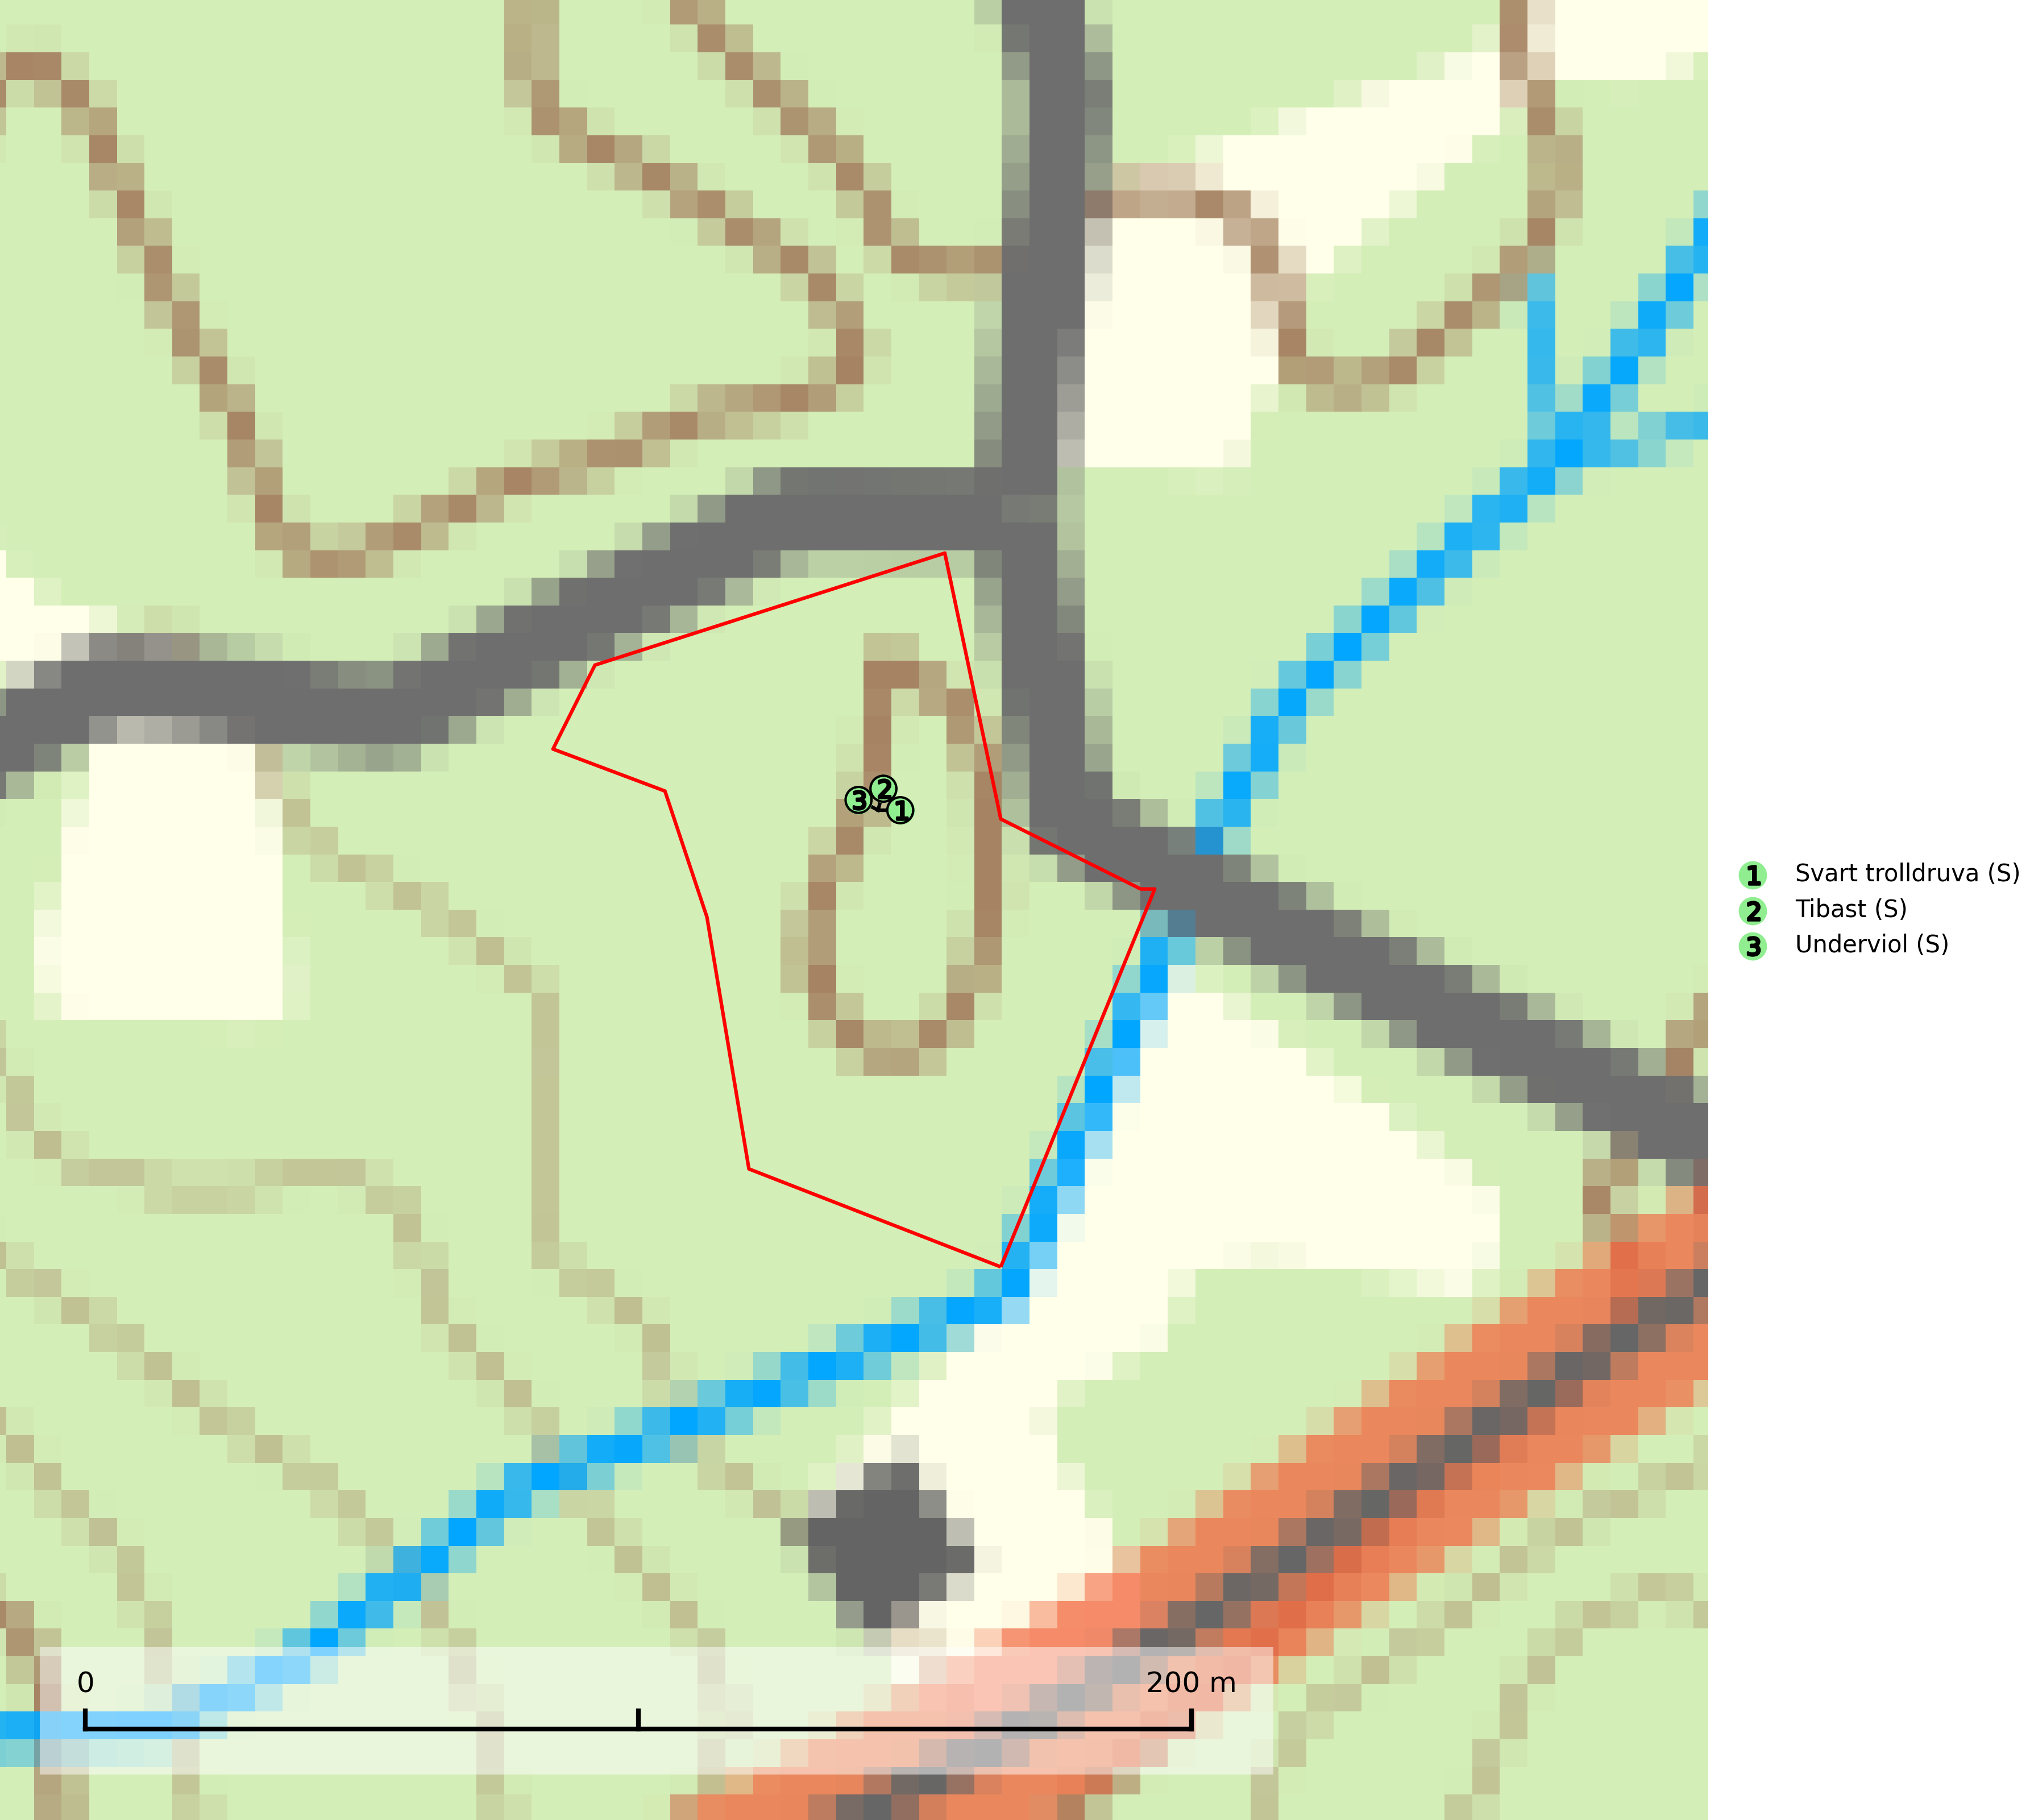 3 2 1
1 Svart trolldruva (S)
2 Tibast (S)
3 Underviol (S)
0 200 m